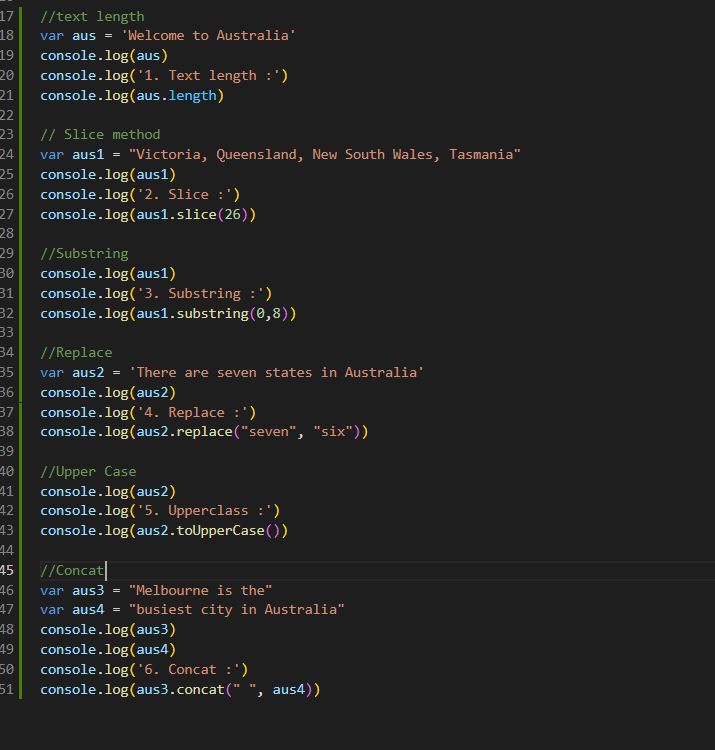 17 //text length
18 var aus = 'Welcome to Australia'
19 console.log(aus)
20 console.log('1. Text length :')
21 console.log(aus.length)
22
23 // Slice method
24 var aus1 = "Victoria, Queensland, New South Wales, Tasmania"
25 console.log(aus1)
26 console.log('2. Slice :')
27 console.log(aus1.slice(26))
28
29 //Substring
30 console.log(aus1)
31 console.log('3. Substring :')
32 console.log(aus1.substring(0,8))
33
34 //Replace
35 var aus2 = 'There are seven states in Australia'
36 console.log(aus2)
37 console.log('4. Replace :')
38 console.log(aus2.replace("seven", "six"))
39
40 //Upper Case
41 console.log(aus2)
42 console.log('5. Upperclass :')
43 console.log(aus2.toUpperCase())
44
45 //Concat
46 var aus3 = "Melbourne is the"
47 var aus4 = "busiest city in Australia"
48 console.log(aus3)
49 console.log(aus4)
50 console.log('6. Concat :')
51 console.log(aus3.concat(" ", aus4))